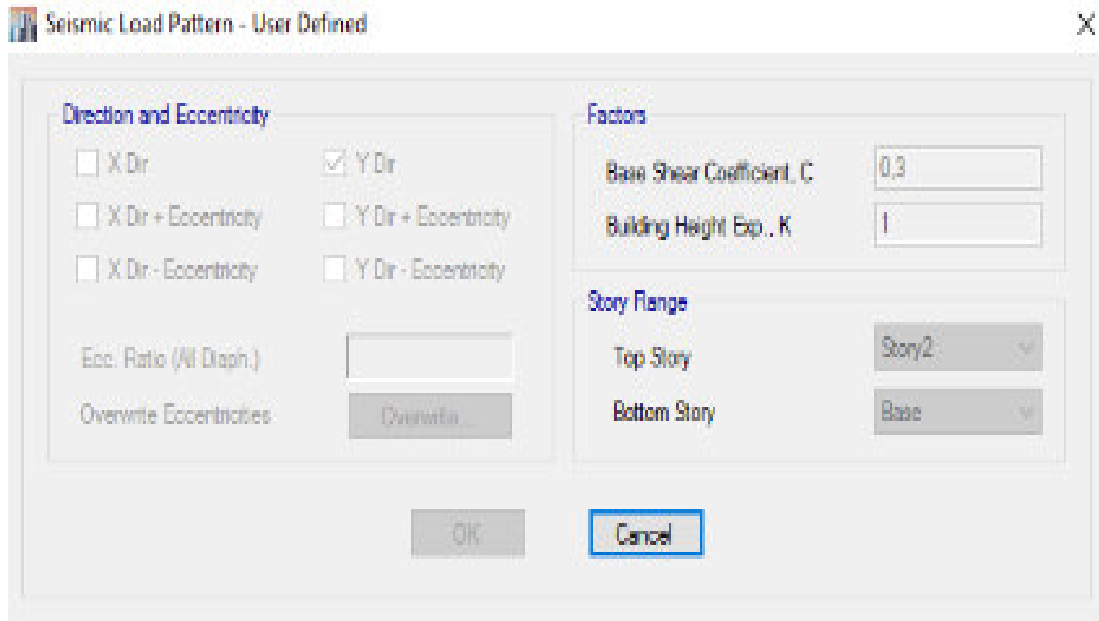 Seismic Load Pattern - User Defined
Direction and Eccentricity
X Dir
Y Dir
X Dir + Eccentricity
Y Dir + Eccentricity
X Dir - Eccentricity
Y Dir - Eccentricity
Ecc. Ratio (All Diaph.)
Overwrite Eccentricities
Overwrite...
Factors
Base Shear Coefficient, C
0,3
Building Height Exp., K
1
Story Range
Top Story
Story2
Bottom Story
Base
OK
Cancel